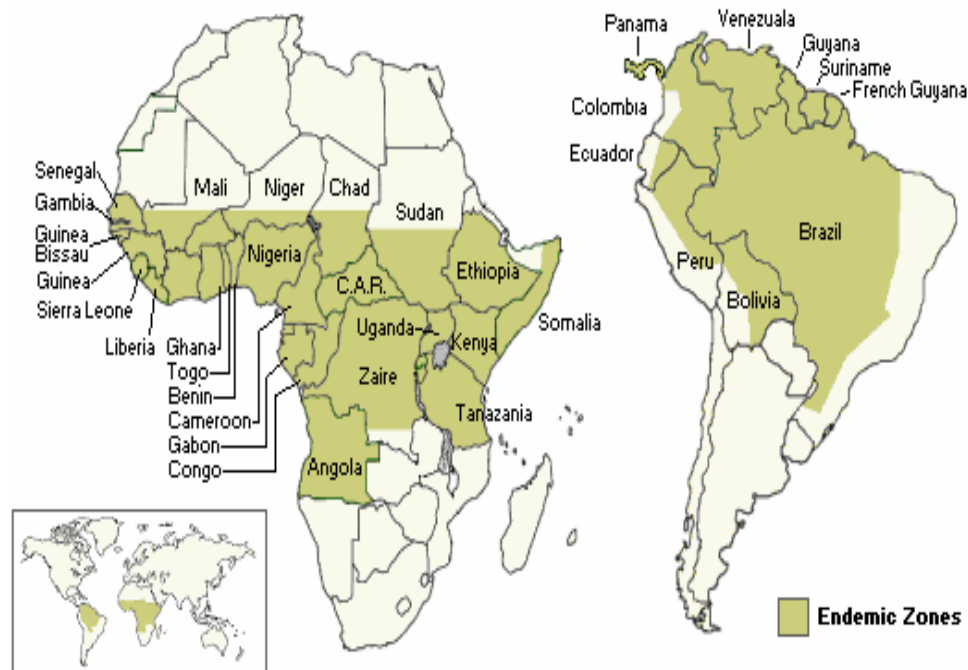 Senegal
Gambia
Guinea
Bissau
Guinea
Sierra Leone
Liberia
Ghana
Togo
Benin
Cameroon
Gabon
Congo
Mali
Niger
Chad
Sudan
Nigeria
Ethiopia
C.A.R.
Somalia
Uganda
Kenya
Zaire
Tanazania
Angola
Panama
Venezuala
Guyana
Suriname
French Guyana
Colombia
Ecuador
Brazil
Peru
Bolivia
Endemic Zones